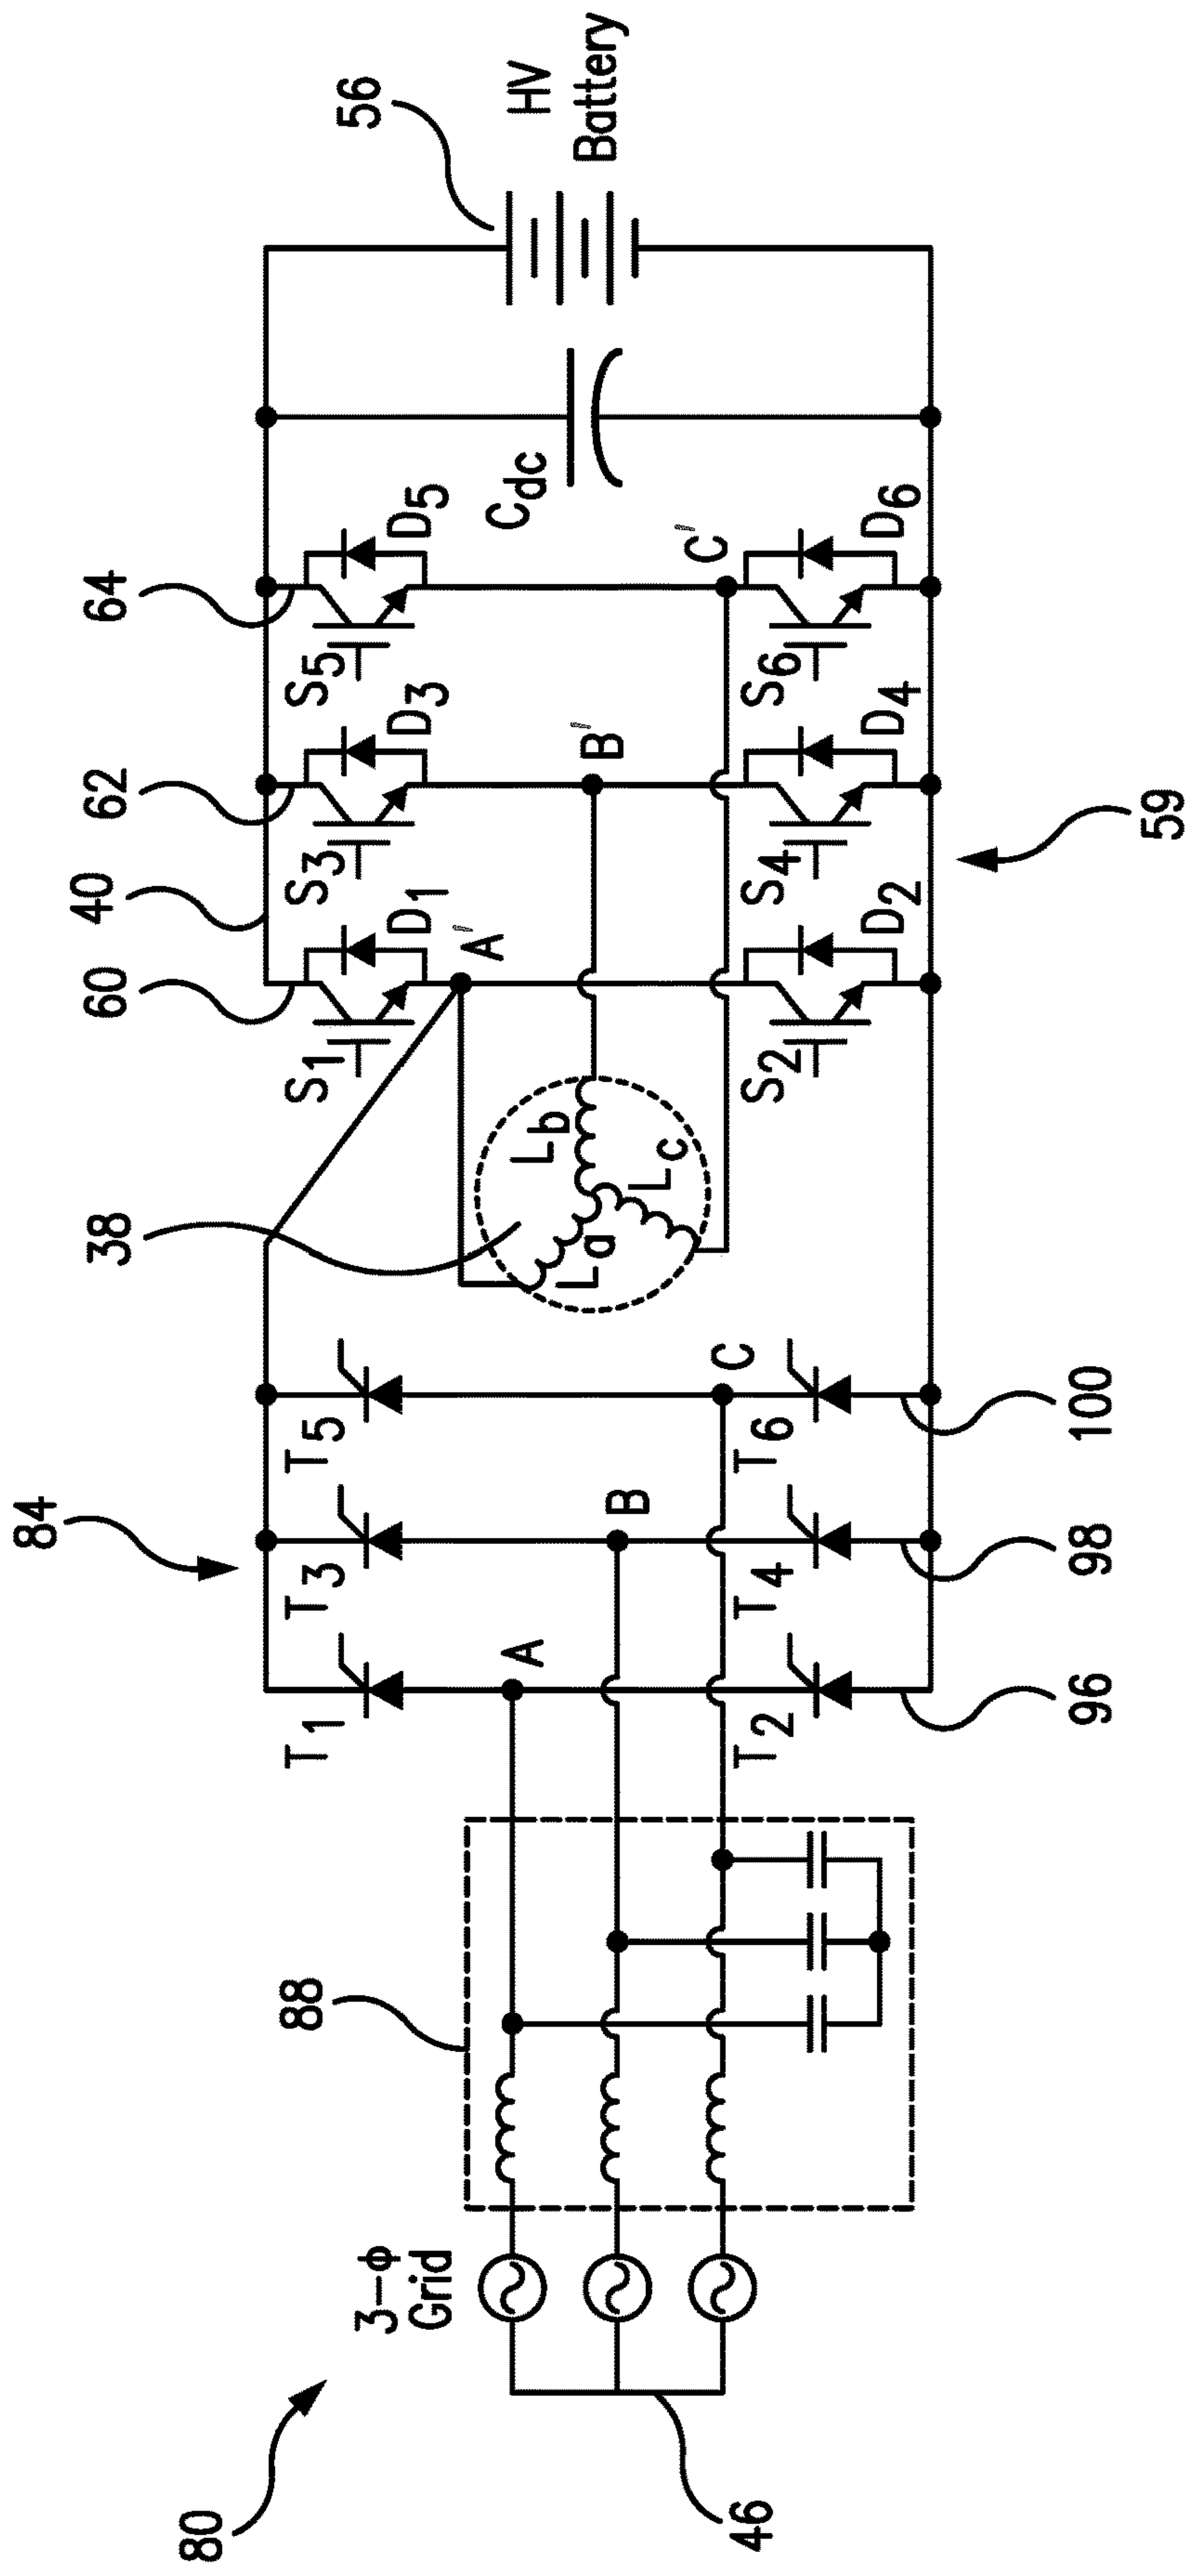 80
46
3-ϕ
Grid
88
84
T1
T3
T5
A
B
C
T2
T4
T6
96
98
100
38
La
Lb
Lc
60
40
62
64
S1
D1
S3
D3
S5
D5
A'
B'
C'
S2
D2
S4
D4
S6
D6
59
Cdc
56
HV
Battery